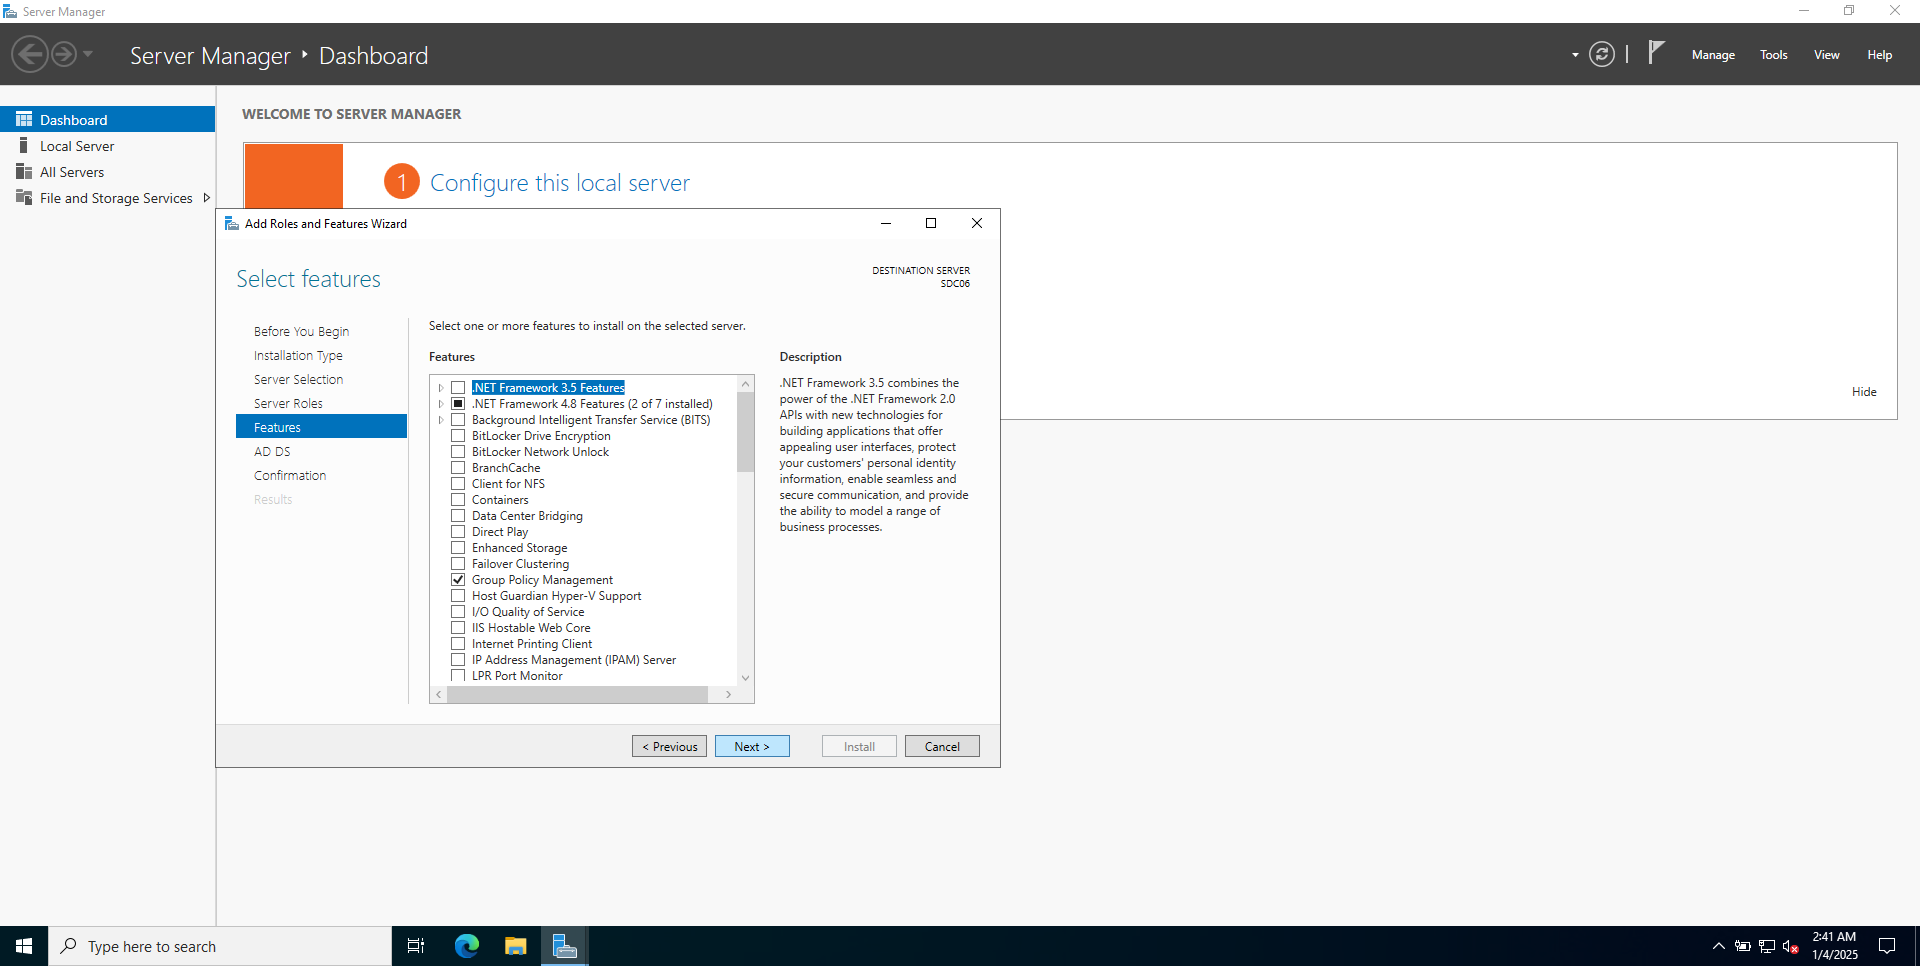 Server Manager
Server Manager Dashboard
Manage Tools View Help
Dashboard
Local Server
All Servers
File and Storage Services
WELCOME TO SERVER MANAGER
1 Configure this local server
Hide
Add Roles and Features Wizard
Select features
DESTINATION SERVER
SDC06
Before You Begin
Installation Type
Server Selection
Server Roles
Features
AD DS
Confirmation
Results
Select one or more features to install on the selected server.
Features
.NET Framework 3.5 Features
.NET Framework 4.8 Features (2 of 7 installed)
Background Intelligent Transfer Service (BITS)
BitLocker Drive Encryption
BitLocker Network Unlock
BranchCache
Client for NFS
Containers
Data Center Bridging
Direct Play
Enhanced Storage
Failover Clustering
Group Policy Management
Host Guardian Hyper-V Support
I/O Quality of Service
IIS Hostable Web Core
Internet Printing Client
IP Address Management (IPAM) Server
LPR Port Monitor
Description
.NET Framework 3.5 combines the
power of the .NET Framework 2.0
APIs with new technologies for
building applications that offer
appealing user interfaces, protect
your customers' personal identity
information, enable seamless and
secure communication, and provide
the ability to model a range of
business processes.
< Previous Next > Install Cancel
Type here to search
2:41 AM
1/4/2025